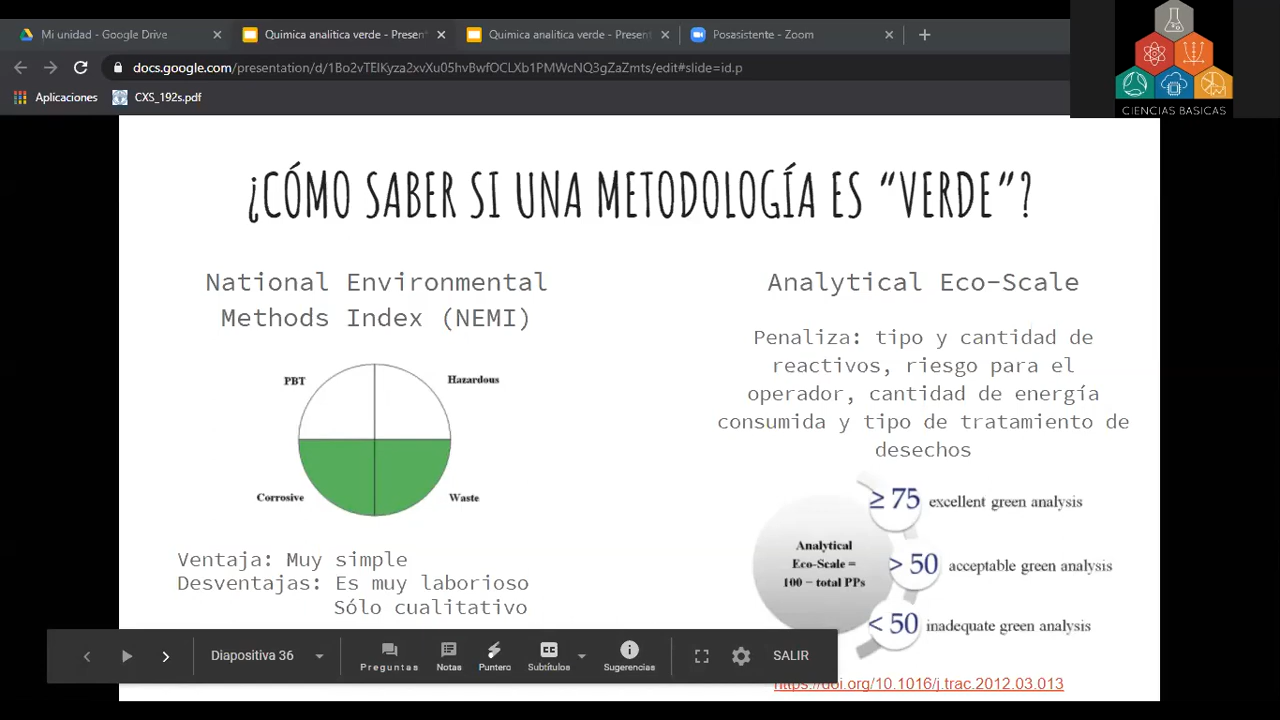 Mi unidad - Google Drive
Quimica analítica verde - Presen
Quimica analítica verde - Present
Posasistente - Zoom
docs.google.com/presentation/d/1Bo2vTEIKyza2xvXu05hvBwf9CLXb1PMWcNQ3gZaZmts/edit#slide=id.p
Aplicaciones
CXS_192s.pdf
CIENCIAS BASICAS
¿CÓMO SABER SI UNA METODOLOGÍA ES “VERDE”?
National Environmental
Methods Index (NEMI)
PBT
Hazardous
Corrosive
Waste
Ventaja: Muy simple
Desventajas: Es muy laborioso
Sólo cualitativo
Analytical Eco-Scale
Penaliza: tipo y cantidad de
reactivos, riesgo para el
operador, cantidad de energía
consumida y tipo de tratamiento de
desechos
Analytical
Eco-Scale =
100 − total PPs
≥ 75 excellent green analysis
> 50 acceptable green analysis
< 50 inadequate green analysis
https://doi.org/10.1016/j.trac.2012.03.013
Diapositiva 36
Preguntas
Notas
Puntero
CC
Subtítulos
Sugerencias
SALIR